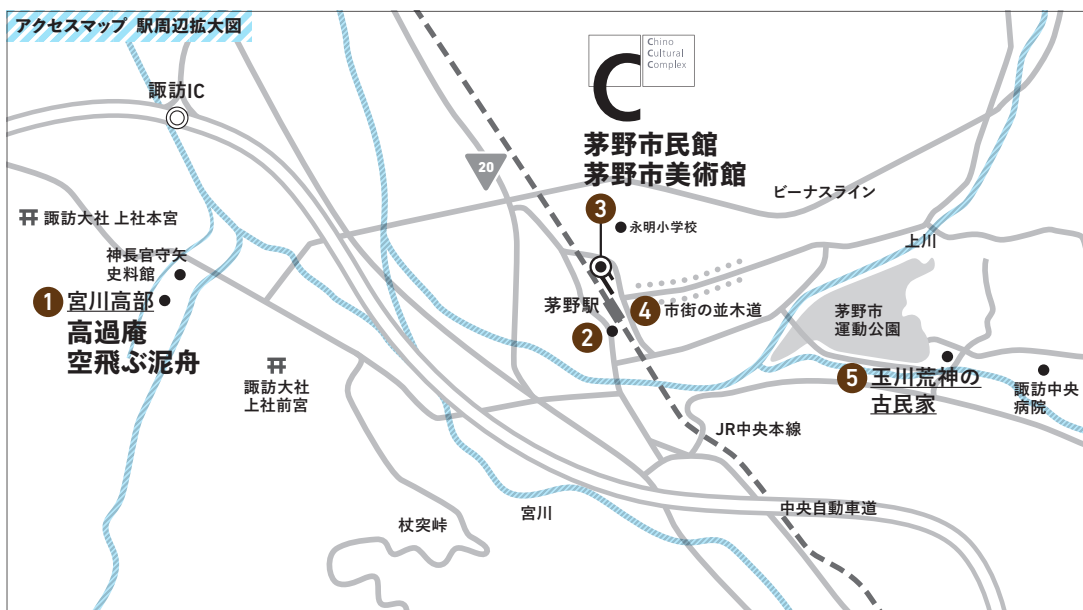 アクセスマップ 駅周辺拡大図
Chino
Cultural
Complex
C
諏訪IC
茅野市民館
茅野市美術館
20
ビーナスライン
3
永明小学校
諏訪大社 上社本宮
上川
神長官守矢
史料館
1 宮川高部
高過庵
空飛ぶ泥舟
茅野駅
2
4 市街の並木道
茅野市
運動公園
諏訪大社
上社前宮
5 玉川荒神の
古民家
諏訪中央
病院
JR中央本線
宮川
中央自動車道
杖突峠